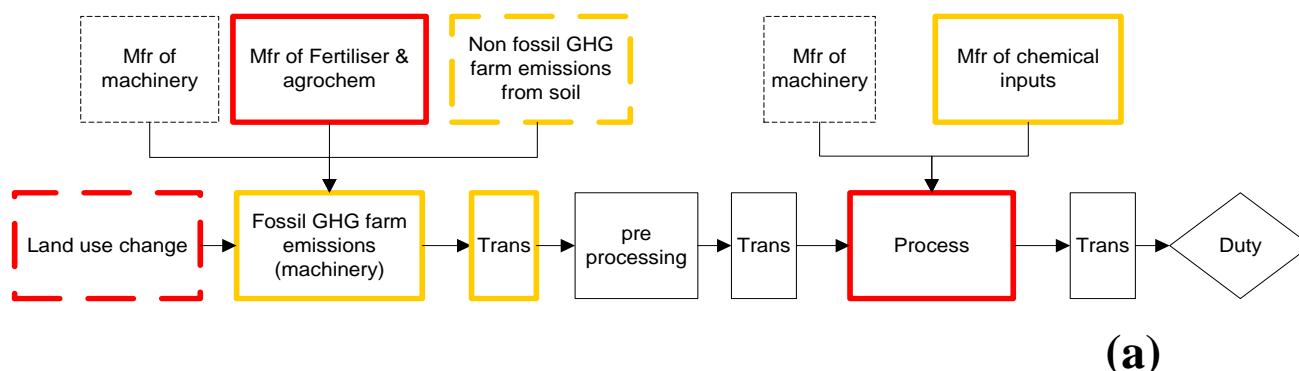 Mfr of
machinery
Mfr of Fertiliser &
agrochem
Non fossil GHG
farm emissions
from soil
Mfr of
machinery
Mfr of chemical
inputs
Land use change
Fossil GHG farm
emissions
(machinery)
Trans
pre
processing
Trans
Process
Trans
Duty
(a)